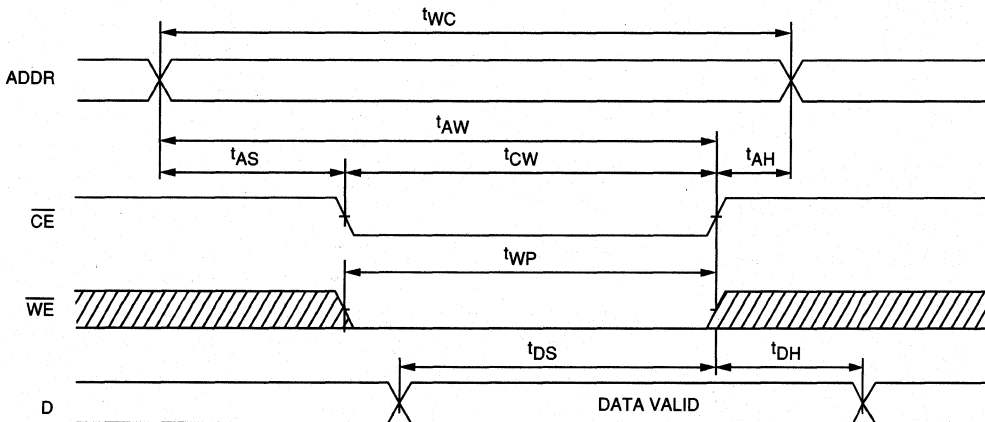 tWC
ADDR
tAW
tAS tCW tAH
CE
tWP
WE
tDS tDH
D DATA VALID